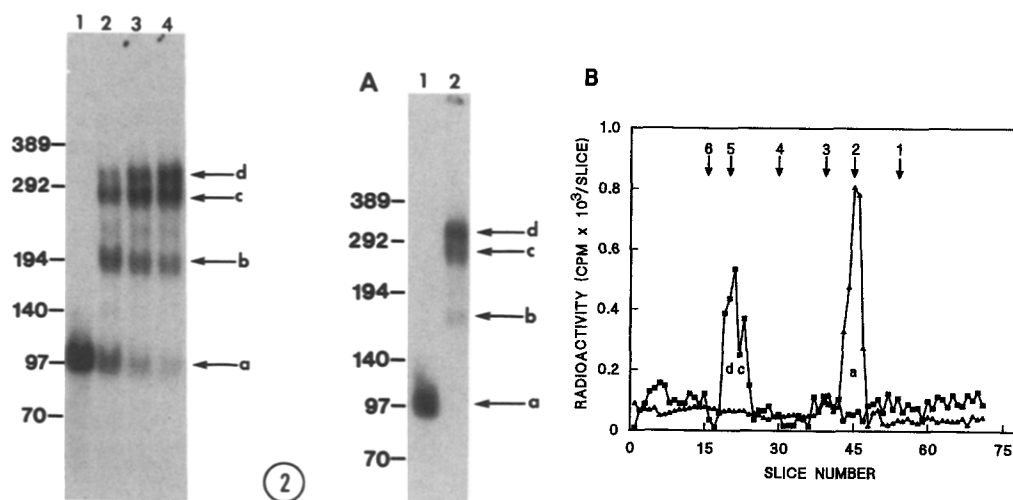 1 2 3 4
389
292
194
140
97
70
d
c
b
a
2
A
1 2
389
292
194
140
97
70
d
c
b
a
B
RADIOACTIVITY (CPM x 10³/SLICE)
1.0
0.8
0.6
0.4
0.2
0
6 5 4 3 2 1
d c
a
0 15 30 45 60 75
SLICE NUMBER